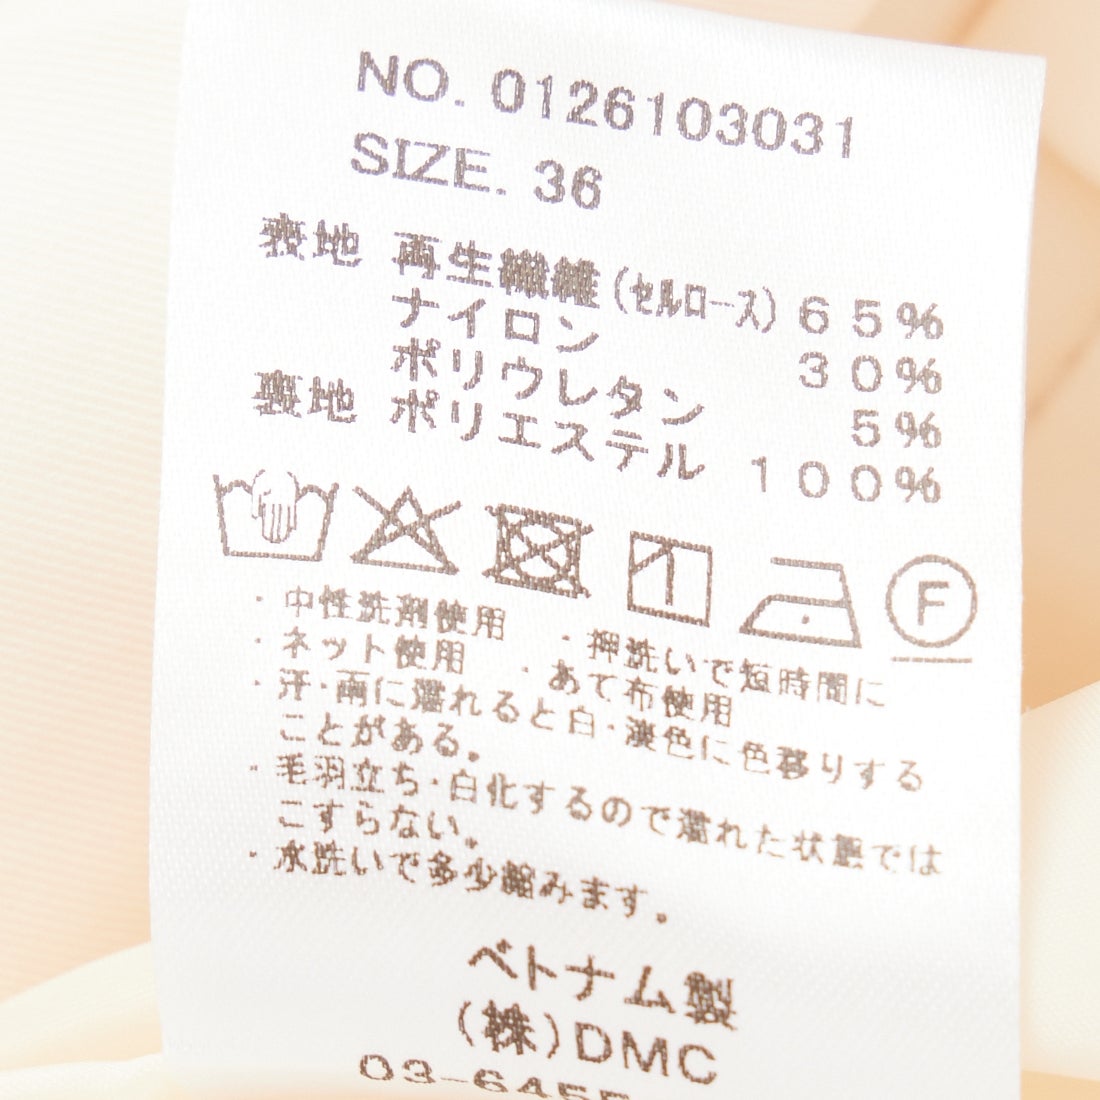 NO. 0126103031
SIZE. 36
表地 再生繊維(セルロース) 65%
ナイロン 30%
ポリウレタン 5%
裏地 ポリエステル 100%
F
・中性洗剤使用 ・押洗いで短時間に
・ネット使用 ・あて布使用
・汗・雨に濡れると白・淡色に色移りする
ことがある。
・毛羽立ち・白化するので濡れた状態では
こすらない。
・水洗いで多少縮みます。
ベトナム製
(株)DMC
03-6455